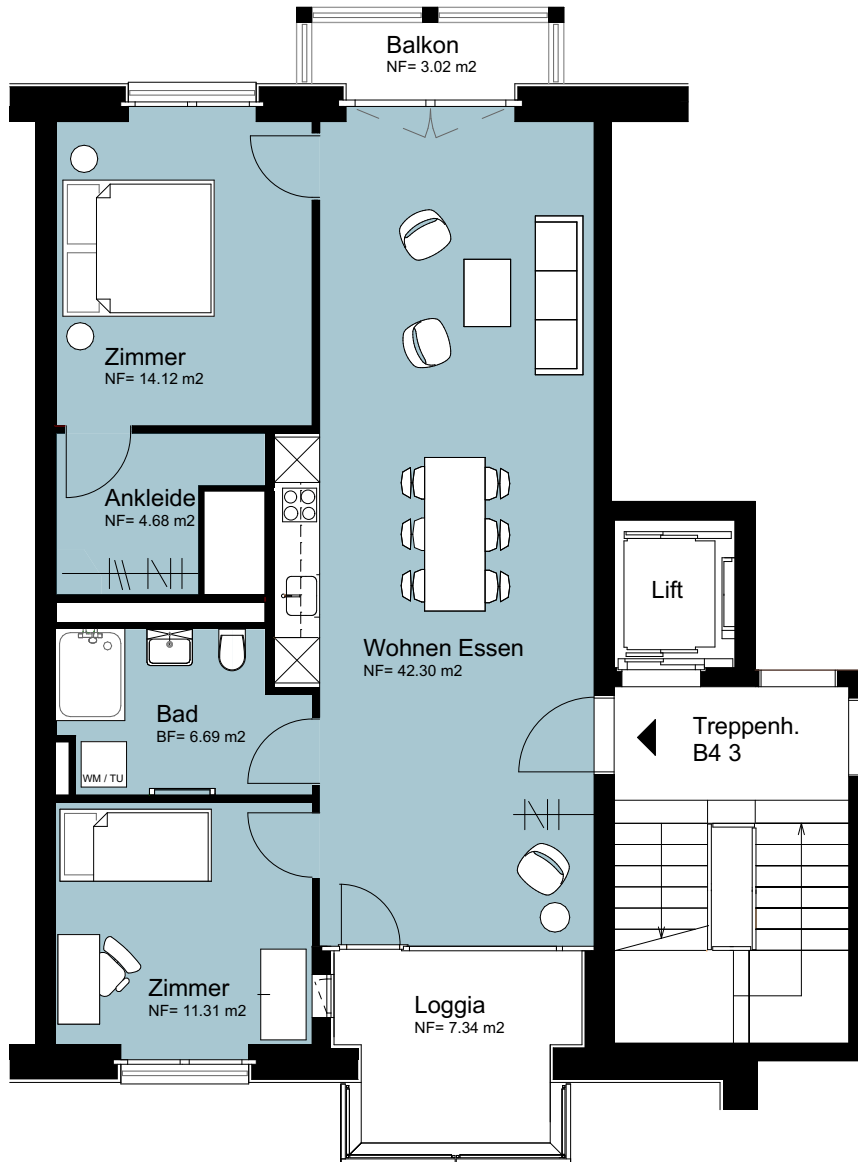 Balkon
NF= 3.02 m2
Zimmer
NF= 14.12 m2
Ankleide
NF= 4.68 m2
Lift
Wohnen Essen
NF= 42.30 m2
Bad
BF= 6.69 m2
Treppenh.
B4 3
WM / TU
Zimmer
NF= 11.31 m2
Loggia
NF= 7.34 m2